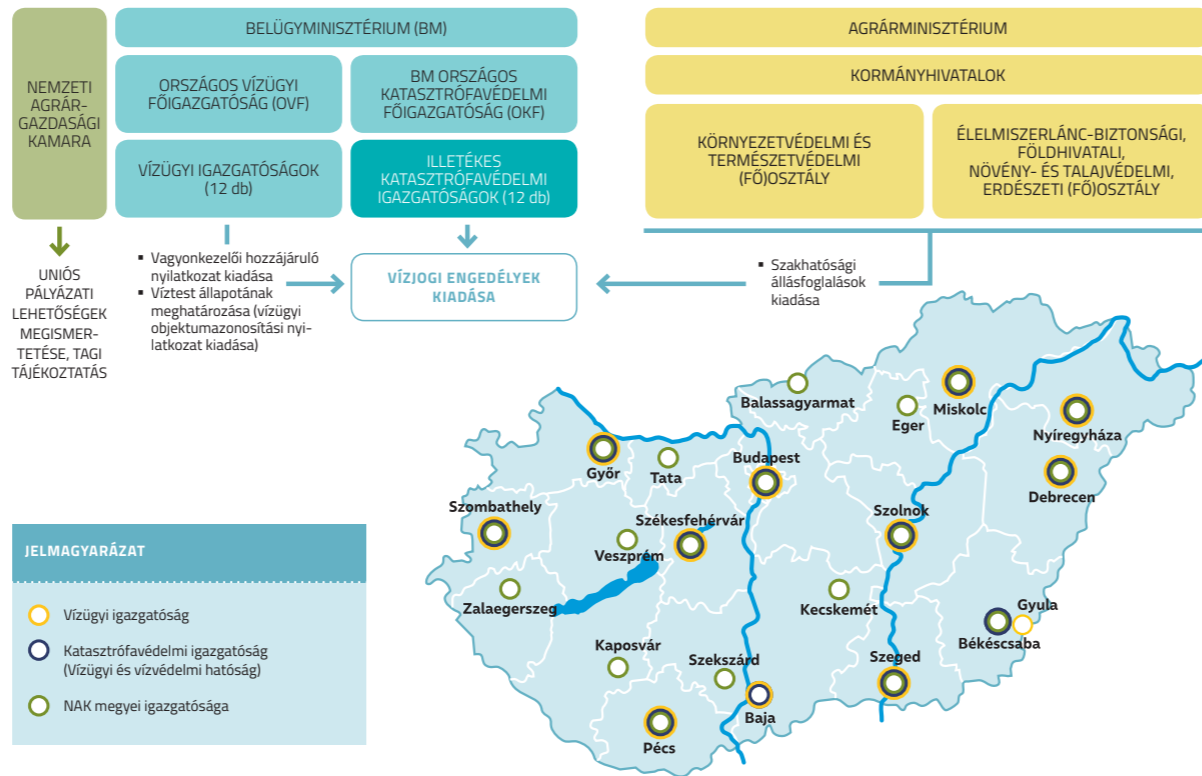 NEMZETI
AGRÁR-
GAZDASÁGI
KAMARA
UNIÓS
PÁLYÁZATI
LEHETŐSÉGEK
MEGISMER-
TETÉSE, TAGI
TÁJÉKOZTATÁS
BELÜGYMINISZTÉRIUM (BM)
ORSZÁGOS VÍZÜGYI
FŐIGAZGATÓSÁG (OVF)
BM ORSZÁGOS
KATASZTRÓFAVÉDELMI
FŐIGAZGATÓSÁG (OKF)
VÍZÜGYI IGAZGATÓSÁGOK
(12 db)
ILLETÉKES
KATASZTRÓFAVÉDELMI
IGAZGATÓSÁGOK (12 db)
▪ Vagyonkezelői hozzájáruló
nyilatkozat kiadása
▪ Víztest állapotának
meghatározása (vízügyi
objektumazonosítási nyi-
latkozat kiadása)
VÍZJOGI ENGEDÉLYEK
KIADÁSA
AGRÁRMINISZTÉRIUM
KORMÁNYHIVATALOK
KÖRNYEZETVÉDELMI ÉS
TERMÉSZETVÉDELMI
(FŐ)OSZTÁLY
ÉLELMISZERLÁNC-BIZTONSÁGI,
FÖLDHIVATALI,
NÖVÉNY- ÉS TALAJVÉDELMI,
ERDÉSZETI (FŐ)OSZTÁLY
▪ Szakhatósági
állásfoglalások
kiadása
Balassagyarmat
Eger
Miskolc
Nyíregyháza
Győr
Tata
Budapest
Debrecen
Szombathely
Székesfehérvár
Szolnok
Veszprém
Zalaegerszeg
Kecskemét
Gyula
Békéscsaba
Kaposvár
Szekszárd
Szeged
Baja
Pécs
JELMAGYARÁZAT
Vízügyi igazgatóság
Katasztrófavédelmi igazgatóság
(Vízügyi és vízvédelmi hatóság)
NAK megyei igazgatósága